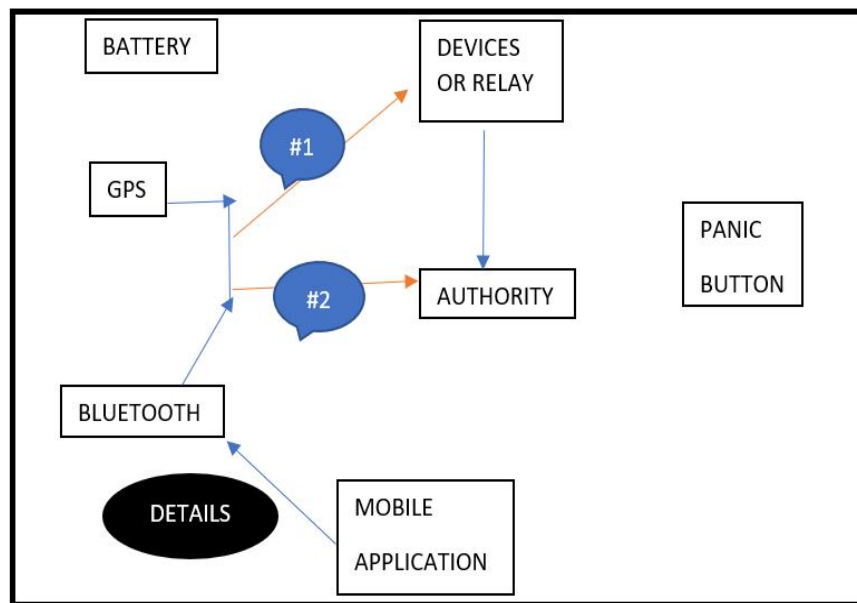 BATTERY
DEVICES
OR RELAY
#1
GPS
PANIC
BUTTON
AUTHORITY
#2
BLUETOOTH
DETAILS
MOBILE
APPLICATION